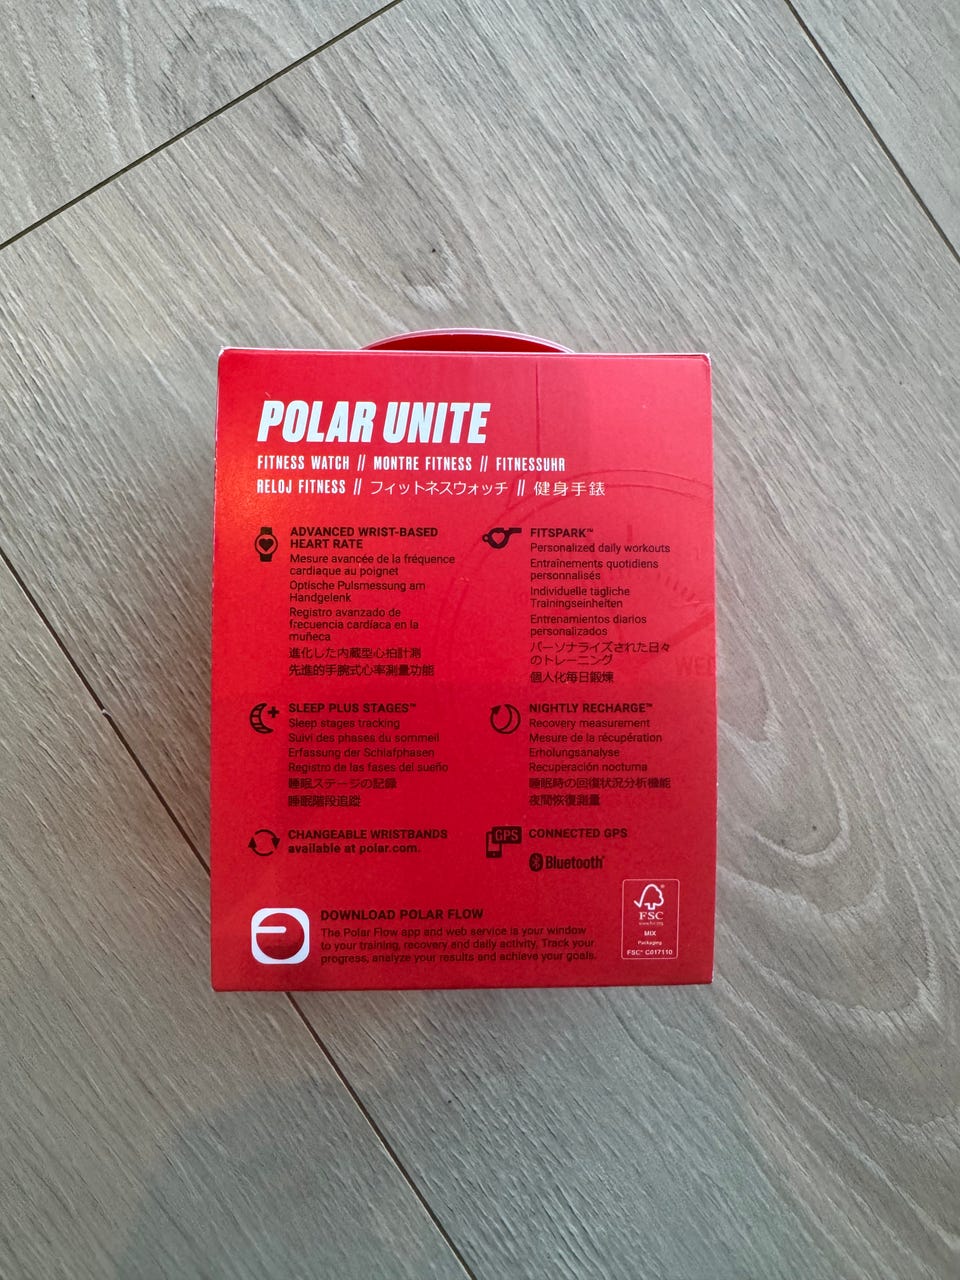 POLAR UNITE
FITNESS WATCH // MONTRE FITNESS // FITNESSUHR
RELOJ FITNESS // フィットネスウォッチ // 健身手錶
ADVANCED WRIST-BASED
HEART RATE
Mesure avancée de la fréquence
cardiaque au poignet
Optische Pulsmessung am
Handgelenk
Registro avanzado de
frecuencia cardíaca en la
muñeca
進化した内蔵型心拍計測
先進的手腕式心率測量功能
FITSPARK™
Personalized daily workouts
Entraînements quotidiens
personnalisés
Individuelle tägliche
Trainingseinheiten
Entrenamientos diarios
personalizados
パーソナライズされた日々
のトレーニング
個人化每日鍛煉
SLEEP PLUS STAGES™
Sleep stages tracking
Suivi des phases du sommeil
Erfassung der Schlafphasen
Registro de las fases del sueño
睡眠ステージの記録
睡眠階段追蹤
NIGHTLY RECHARGE™
Recovery measurement
Mesure de la récupération
Erholungsanalyse
Recuperación nocturna
睡眠時の回復状況分析機能
夜間恢復測量
CHANGEABLE WRISTBANDS
available at polar.com.
GPS
CONNECTED GPS
Bluetooth®
DOWNLOAD POLAR FLOW
The Polar Flow app and web service is your window
to your training, recovery and daily activity. Track your
progress, analyze your results and achieve your goals.
FSC
www.fsc.org
MIX
Packaging
FSC® C017110
WED